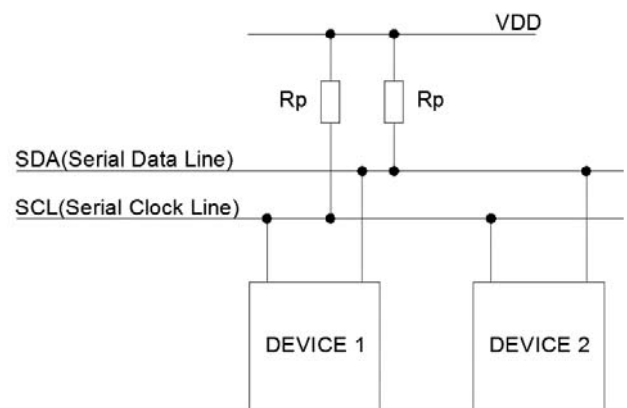 VDD
Rp
Rp
SDA(Serial Data Line)
SCL(Serial Clock Line)
DEVICE 1
DEVICE 2